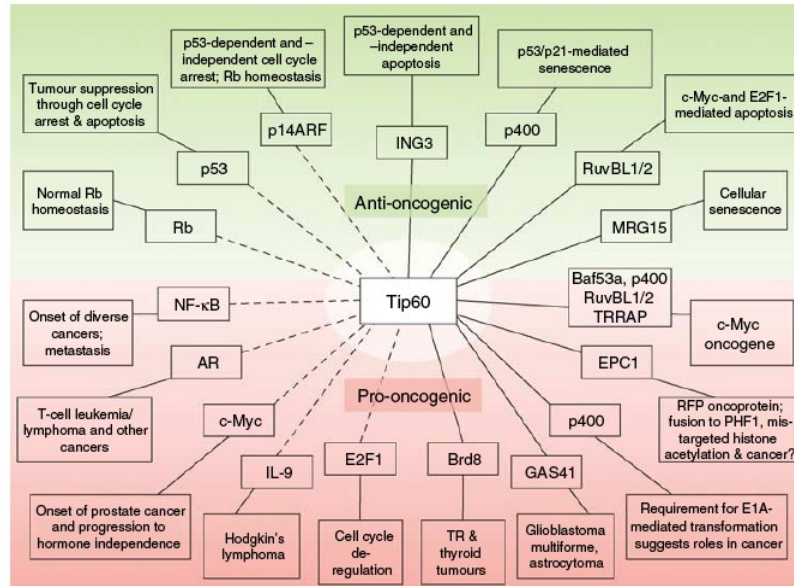 p53-dependent and –
independent cell cycle
arrest; Rb homeostasis
p53-dependent and
–independent
apoptosis
p53/p21-mediated
senescence
Tumour suppression
through cell cycle
arrest & apoptosis
c-Myc-and E2F1-
mediated apoptosis
p14ARF
ING3
p400
p53
RuvBL1/2
Normal Rb
homeostasis
Anti-oncogenic
Cellular
senescence
Rb
MRG15
NF-κB
Tip60
Baf53a, p400
RuvBL1/2
TRRAP
Onset of diverse
cancers;
metastasis
c-Myc
oncogene
AR
EPC1
Pro-oncogenic
T-cell leukemia/
lymphoma and other
cancers
c-Myc
p400
RFP oncoprotein;
fusion to PHF1, mis-
targeted histone
acetylation & cancer?
IL-9
E2F1
Brd8
GAS41
Onset of prostate cancer
and progression to
hormone independence
Hodgkin's
lymphoma
Cell cycle
de-
regulation
TR &
thyroid
tumours
Glioblastoma
multiforme,
astrocytoma
Requirement for E1A-
mediated transformation
suggests roles in cancer